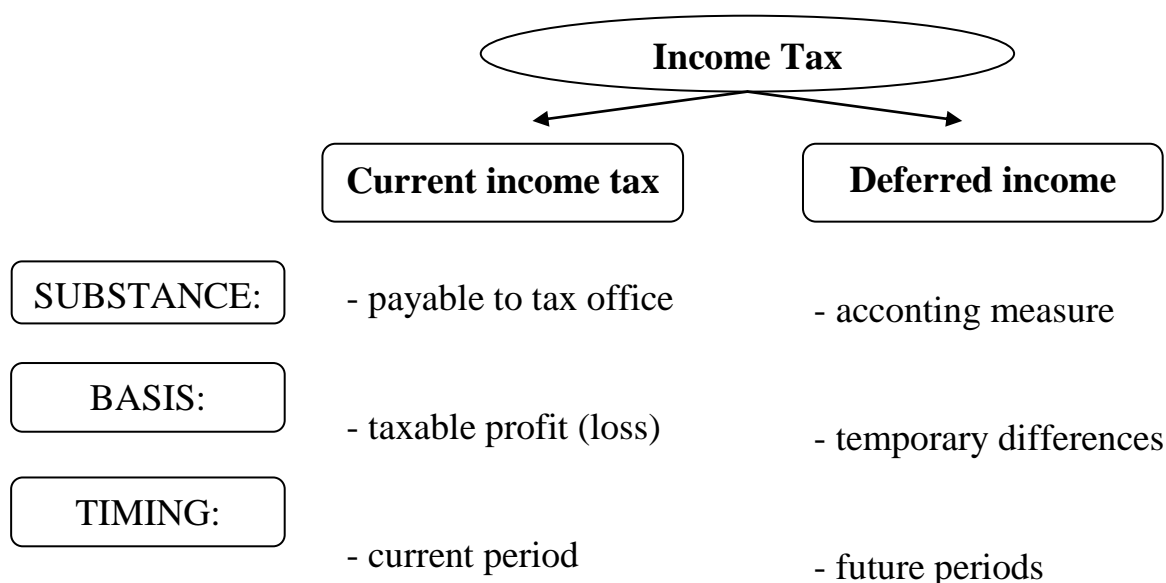 Income Tax
Current income tax
Deferred income
SUBSTANCE:
- payable to tax office
- acconting measure
BASIS:
- taxable profit (loss)
- temporary differences
TIMING:
- current period
- future periods